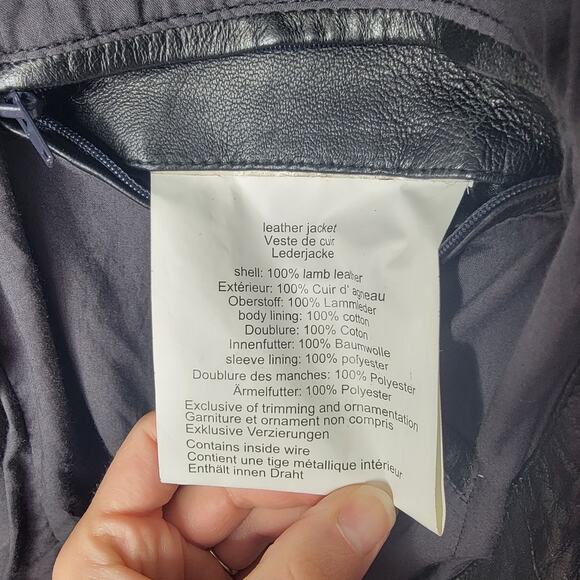 leather jacket
Veste de cuir
Lederjacke
shell: 100% lamb leather
Extérieur: 100% Cuir d' agneau
Oberstoff: 100% Lammleder
body lining: 100% cotton
Doublure: 100% Coton
Innenfutter: 100% Baumwolle
sleeve lining: 100% polyester
Doublure des manches: 100% Polyester
Ärmelfutter: 100% Polyester
Exclusive of trimming and ornamentation
Garniture et ornament non compris
Exklusive Verzierungen
Contains inside wire
Contient une tige métallique intérieur
Enthält innen Draht